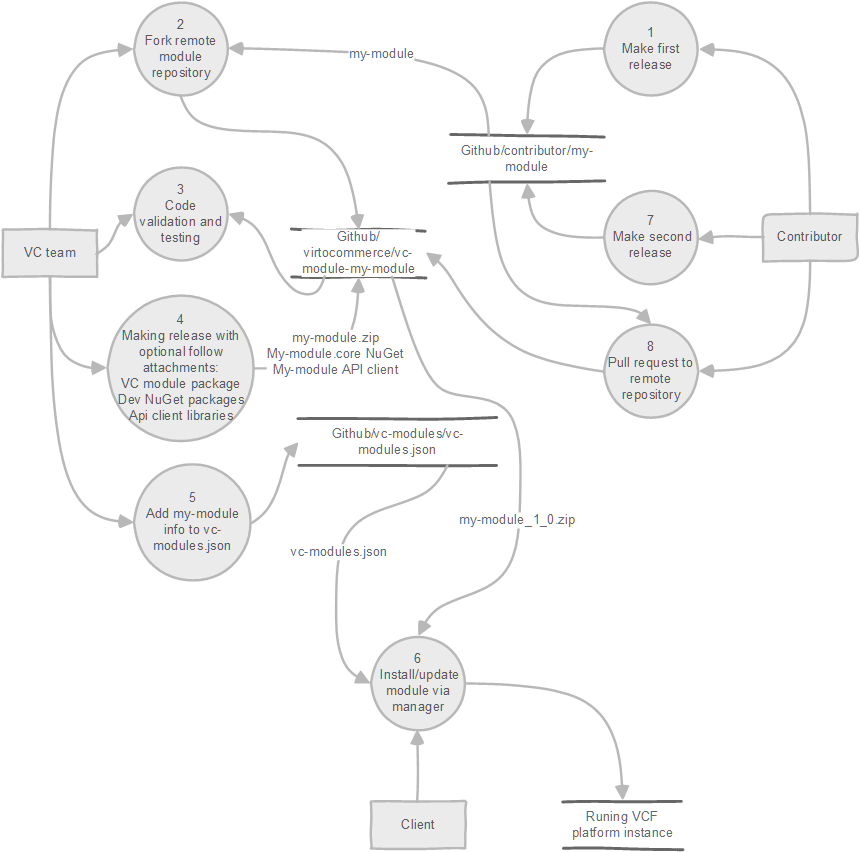 2
Fork remote
module
repository
my-module
1
Make first
release
Github/contributor/my-
module
3
Code
validation and
testing
7
Make second
release
Contributor
VC team
Github/
virtocommerce/vc-
module-my-module
4
Making release with
optional follow
attachments:
VC module package
Dev NuGet packages
Api client libraries
my-module.zip
My-module.core NuGet
My-module API client
8
Pull request to
remote
repository
Github/vc-modules/vc-
modules.json
5
Add my-module
info to vc-
modules.json
my-module_1_0.zip
vc-modules.json
6
Install/update
module via
manager
Client
Runing VCF
platform instance